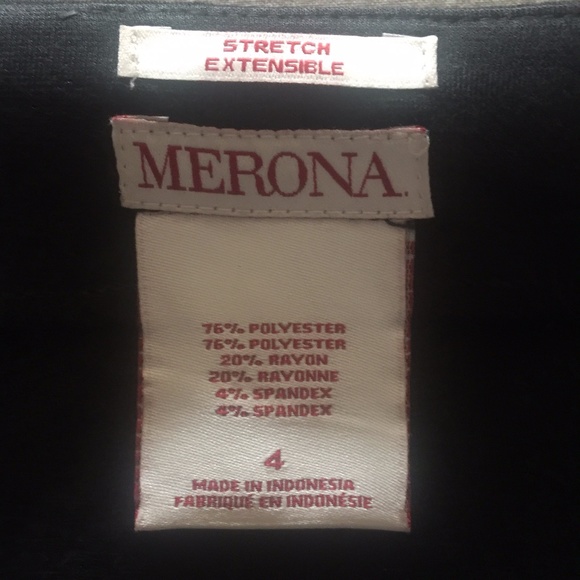 STRETCH
EXTENSIBLE
MERONA.
76% POLYESTER
76% POLYESTER
20% RAYON
20% RAYONNE
4% SPANDEX
4% SPANDEX
4
MADE IN INDONESIA
FABRIQUÉ EN INDONÉSIE